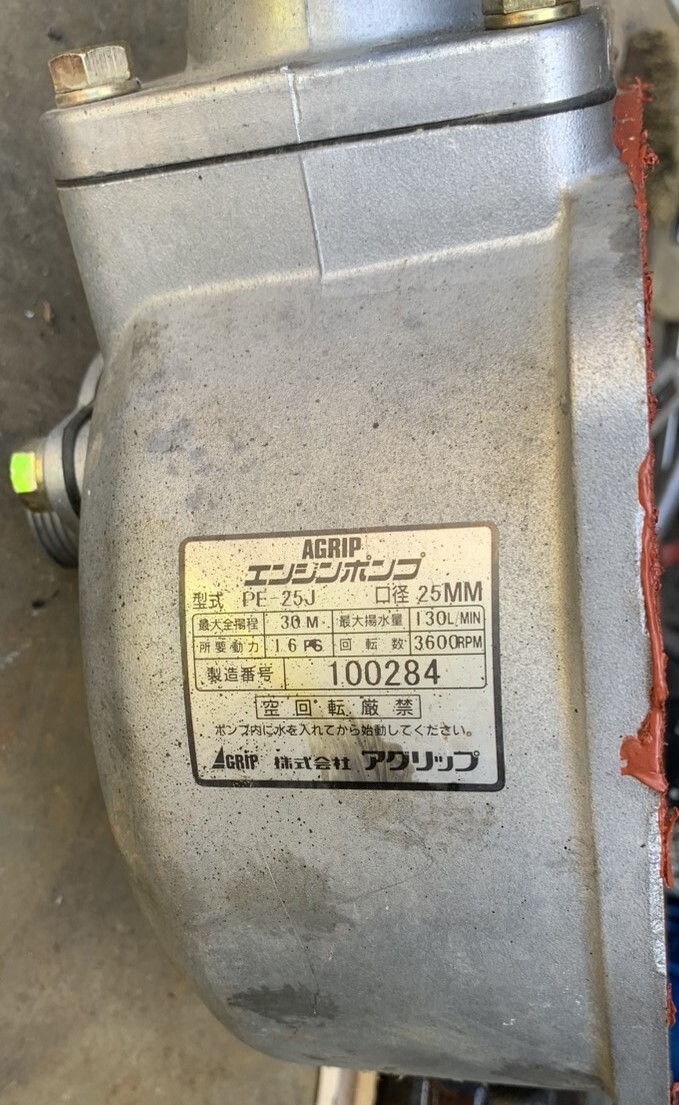 AGRIP
エンジンポンプ
型式 PE-25J 口径 25MM
最大全揚程 30 M 最大揚水量 130L/MIN
所要動力 1.6 PS 回転数 3600RPM
製造番号 100284
空回転厳禁
ポンプ内に水を入れてから始動してください。
AGRIP 株式会社 アグリップ